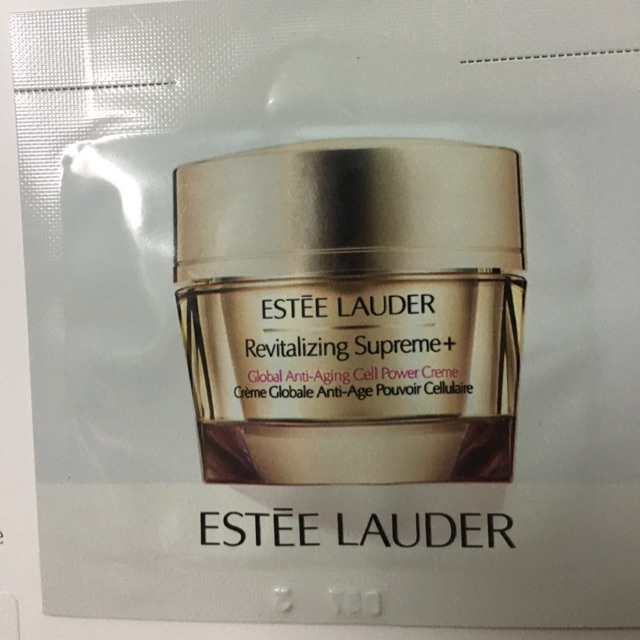 ESTĒE LAUDER
Revitalizing Supreme+
Global Anti-Aging Cell Power Creme
Crème Globale Anti-Age Pouvoir Cellulaire
ESTĒE LAUDER